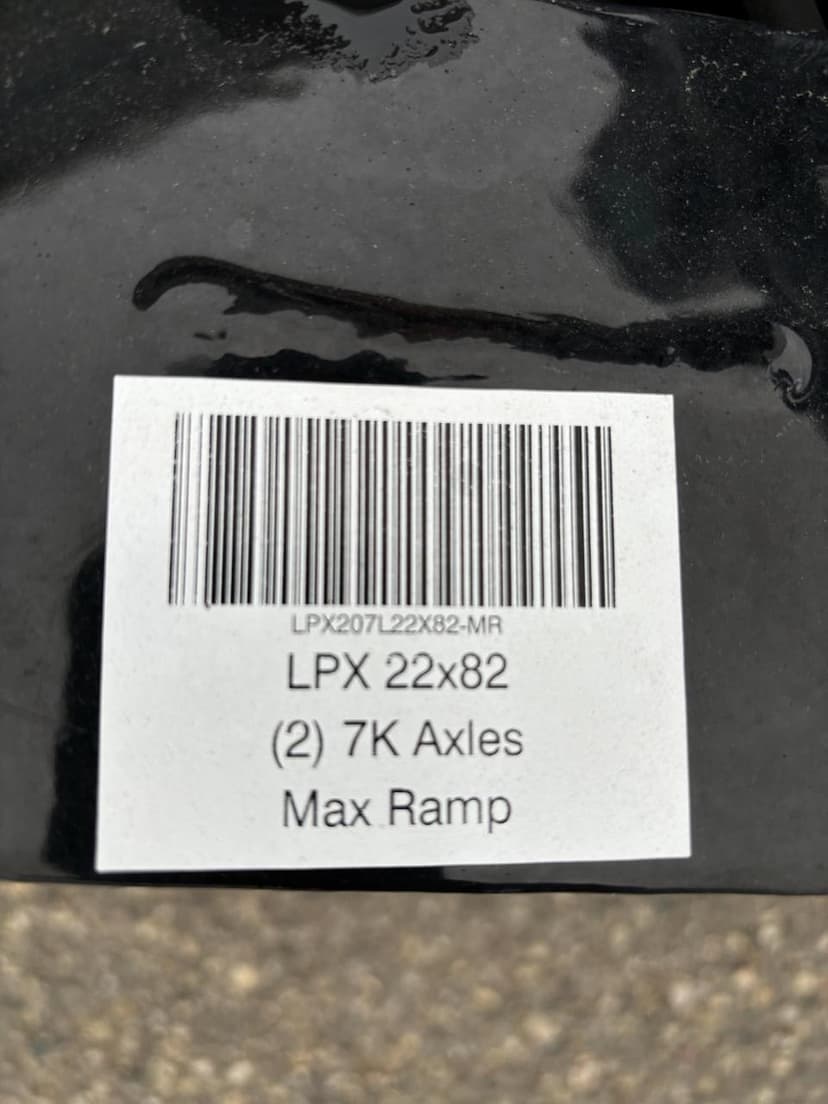 LPX207L22X82-MR
LPX 22x82
(2) 7K Axles
Max Ramp